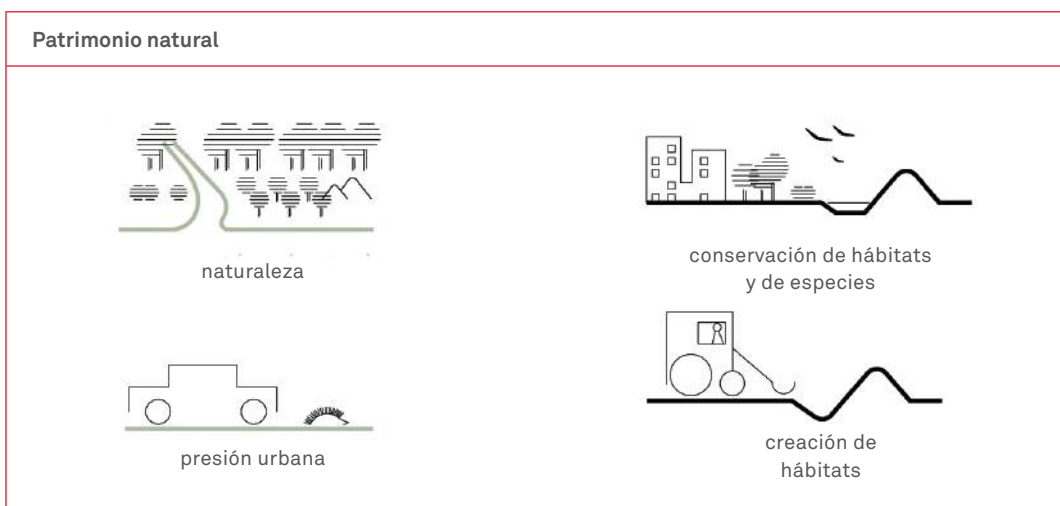 Patrimonio natural
naturaleza
conservación de hábitats
y de especies
presión urbana
creación de
hábitats